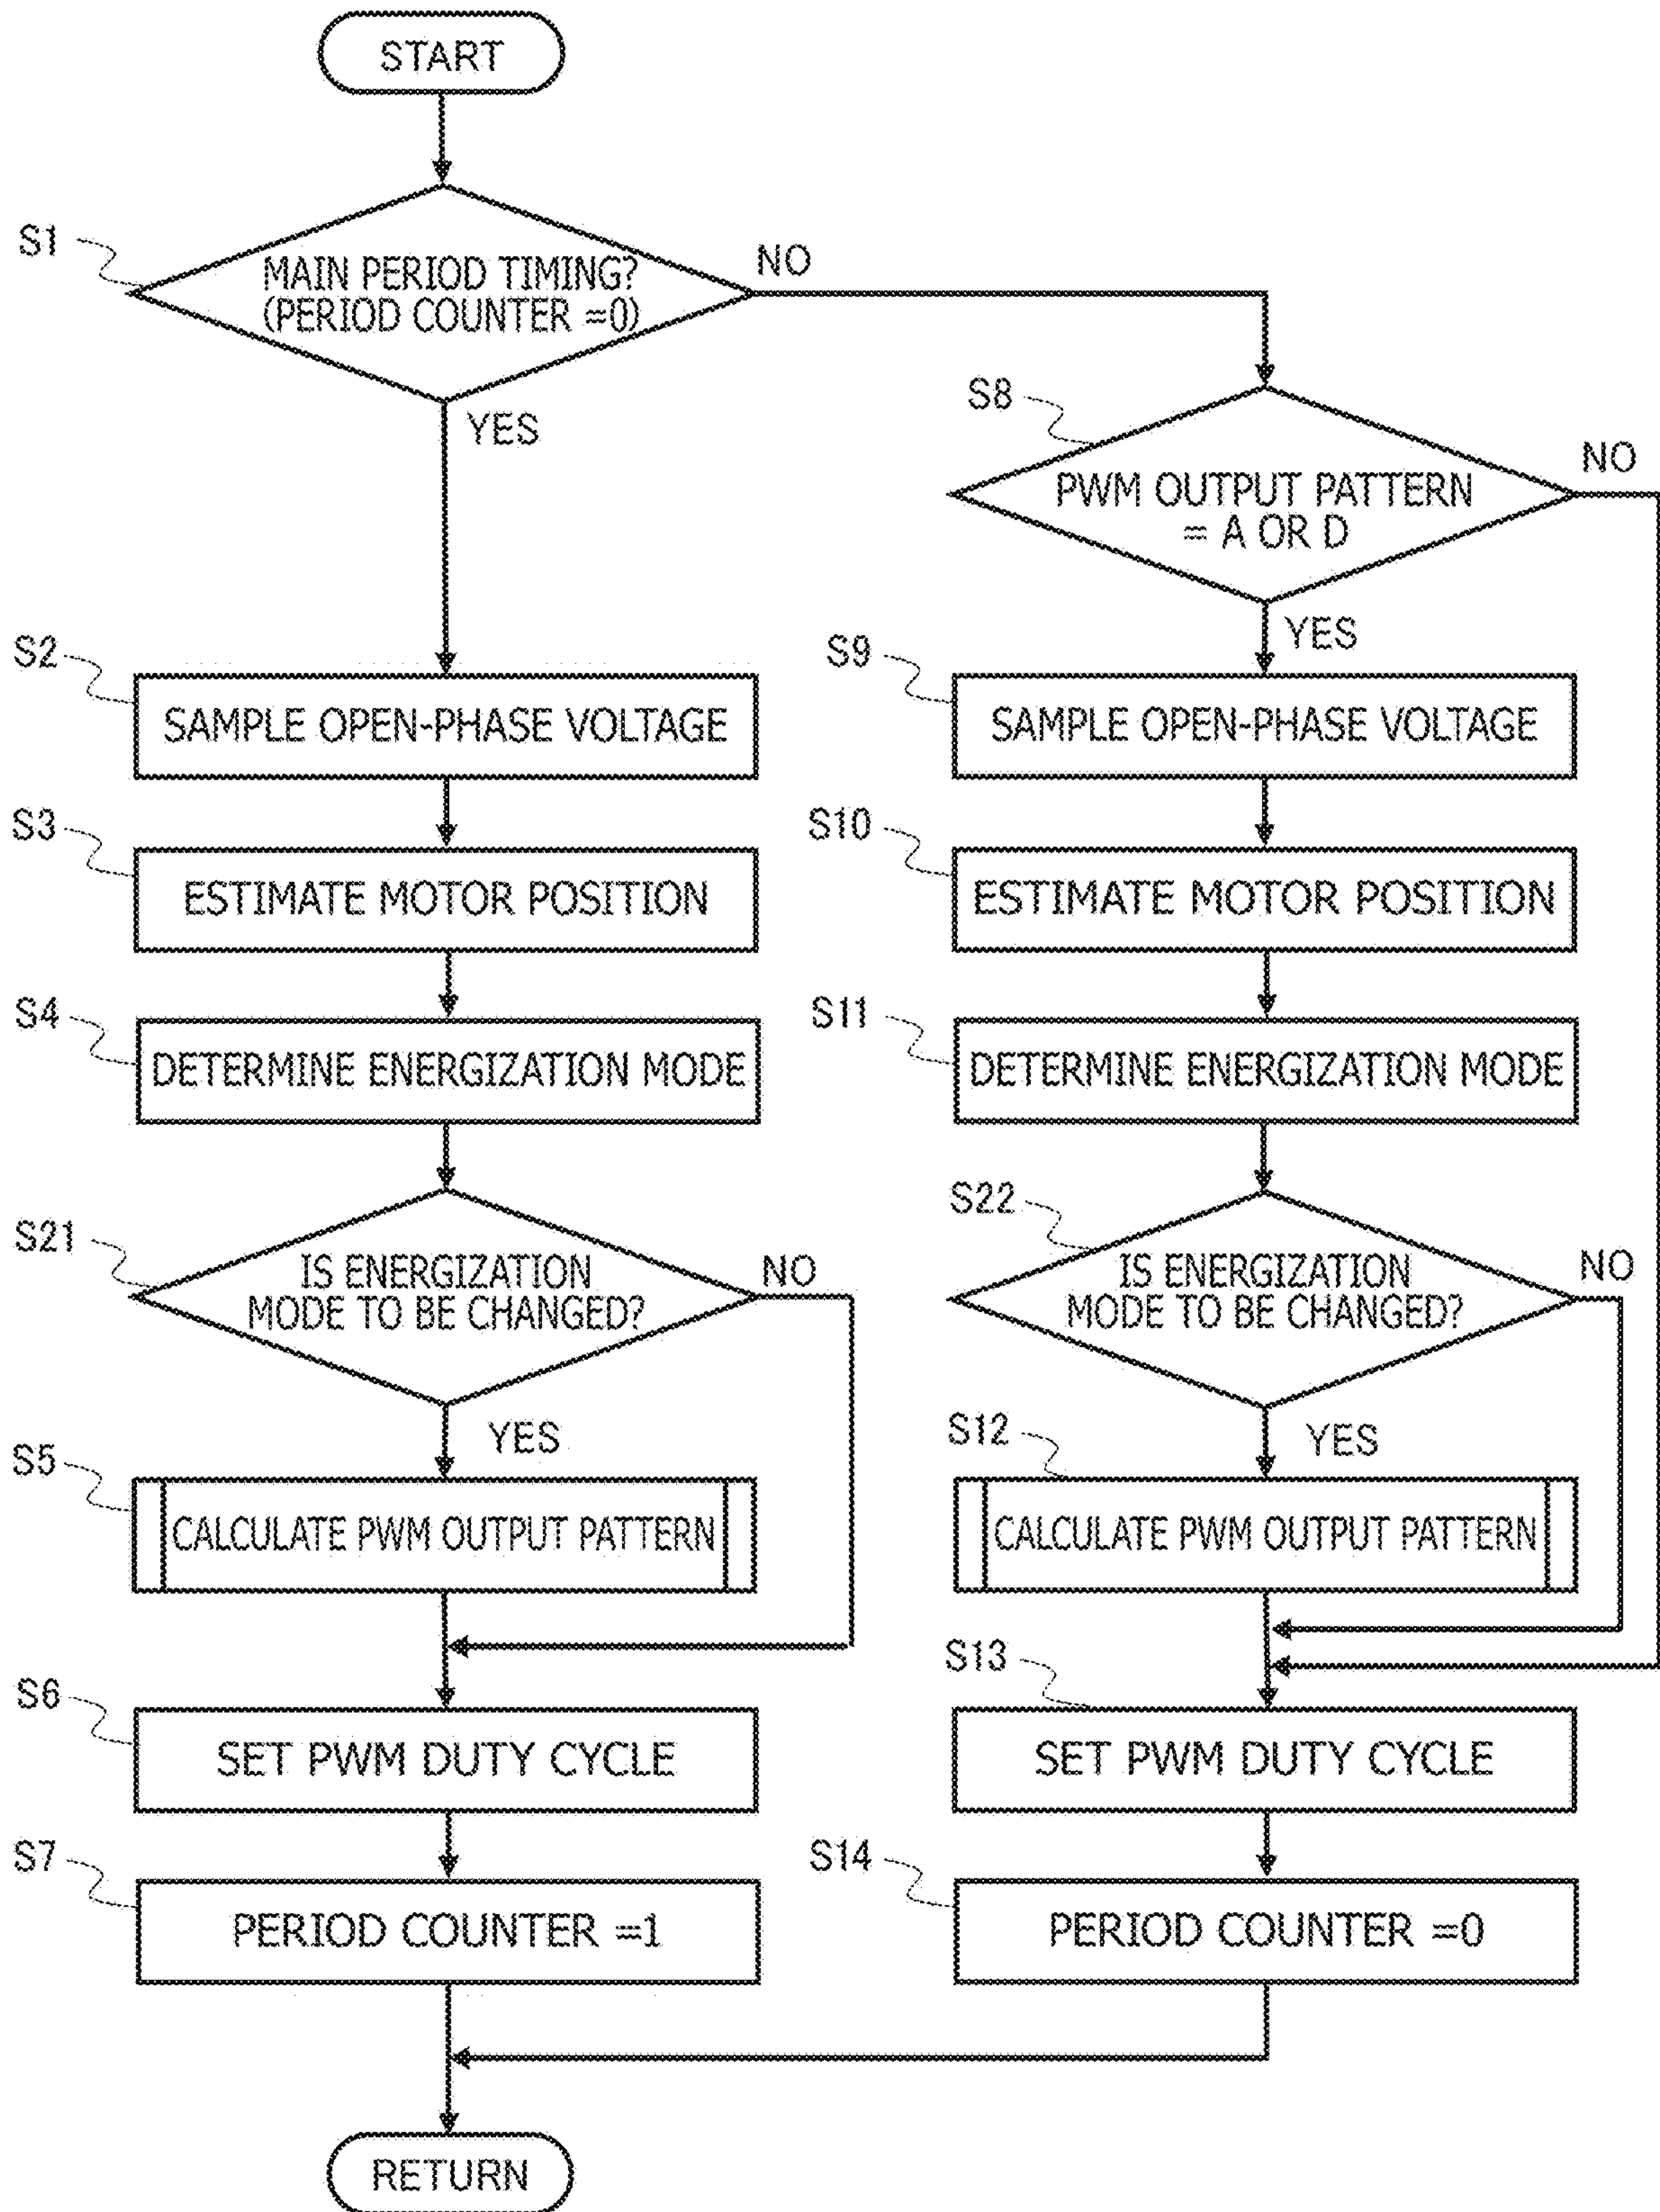 START
S1
MAIN PERIOD TIMING?
(PERIOD COUNTER =0)
NO
YES
S2
SAMPLE OPEN-PHASE VOLTAGE
S3
ESTIMATE MOTOR POSITION
S4
DETERMINE ENERGIZATION MODE
S21
IS ENERGIZATION
MODE TO BE CHANGED?
NO
YES
S5
CALCULATE PWM OUTPUT PATTERN
S6
SET PWM DUTY CYCLE
S7
PERIOD COUNTER =1
S8
PWM OUTPUT PATTERN
= A OR D
NO
YES
S9
SAMPLE OPEN-PHASE VOLTAGE
S10
ESTIMATE MOTOR POSITION
S11
DETERMINE ENERGIZATION MODE
S22
IS ENERGIZATION
MODE TO BE CHANGED?
NO
YES
S12
CALCULATE PWM OUTPUT PATTERN
S13
SET PWM DUTY CYCLE
S14
PERIOD COUNTER =0
RETURN